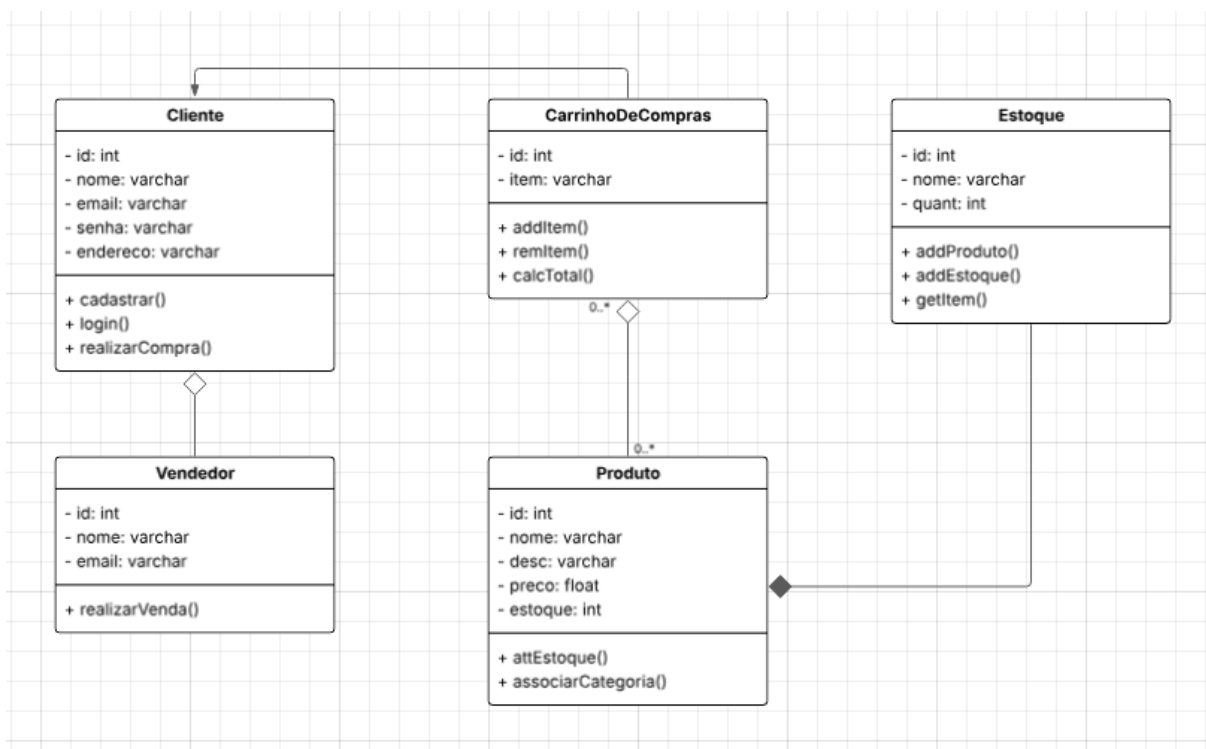 Cliente
- id: int
- nome: varchar
- email: varchar
- senha: varchar
- endereco: varchar
+ cadastrar()
+ login()
+ realizarCompra()
CarrinhoDeCompras
- id: int
- item: varchar
+ addItem()
+ remItem()
+ calcTotal()
0..*
Estoque
- id: int
- nome: varchar
- quant: int
+ addProduto()
+ addEstoque()
+ getItem()
Vendedor
- id: int
- nome: varchar
- email: varchar
+ realizarVenda()
0..*
Produto
- id: int
- nome: varchar
- desc: varchar
- preco: float
- estoque: int
+ attEstoque()
+ associarCategoria()